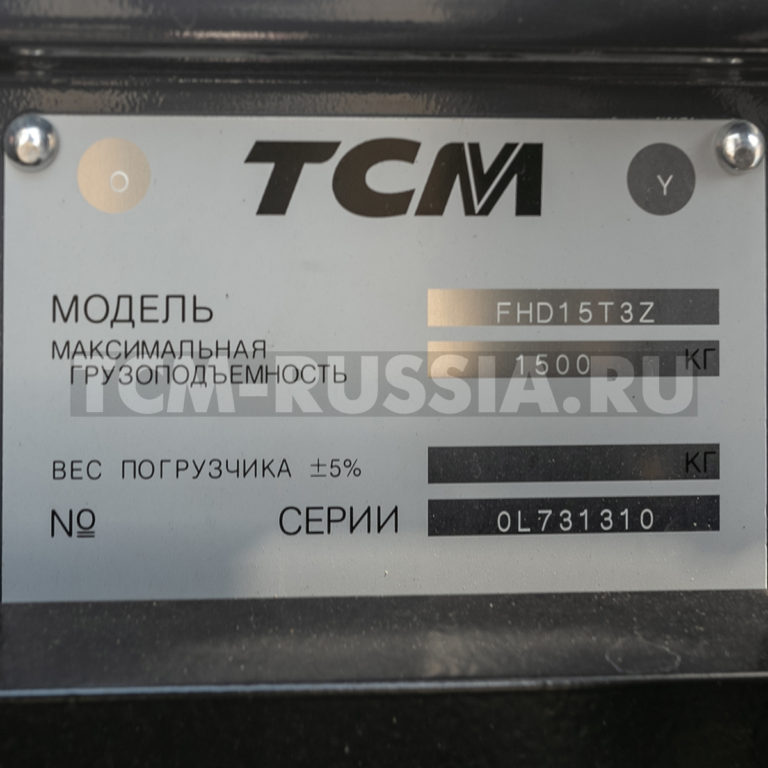 O TCM Y
МОДЕЛЬ FHD15T3Z
МАКСИМАЛЬНАЯ
ГРУЗОПОДЪЕМНОСТЬ 1500 КГ
TCM-RUSSIA.RU
ВЕС ПОГРУЗЧИКА ±5% КГ
№ СЕРИИ 0L731310